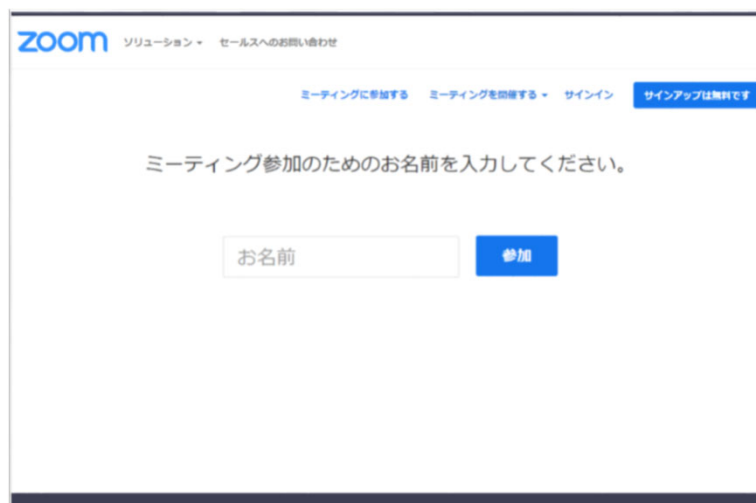 zoom ソリューション セールスへのお問い合わせ
ミーティングに参加する ミーティングを開催する サインイン サインアップは無料です
ミーティング参加のためのお名前を入力してください。
お名前 参加